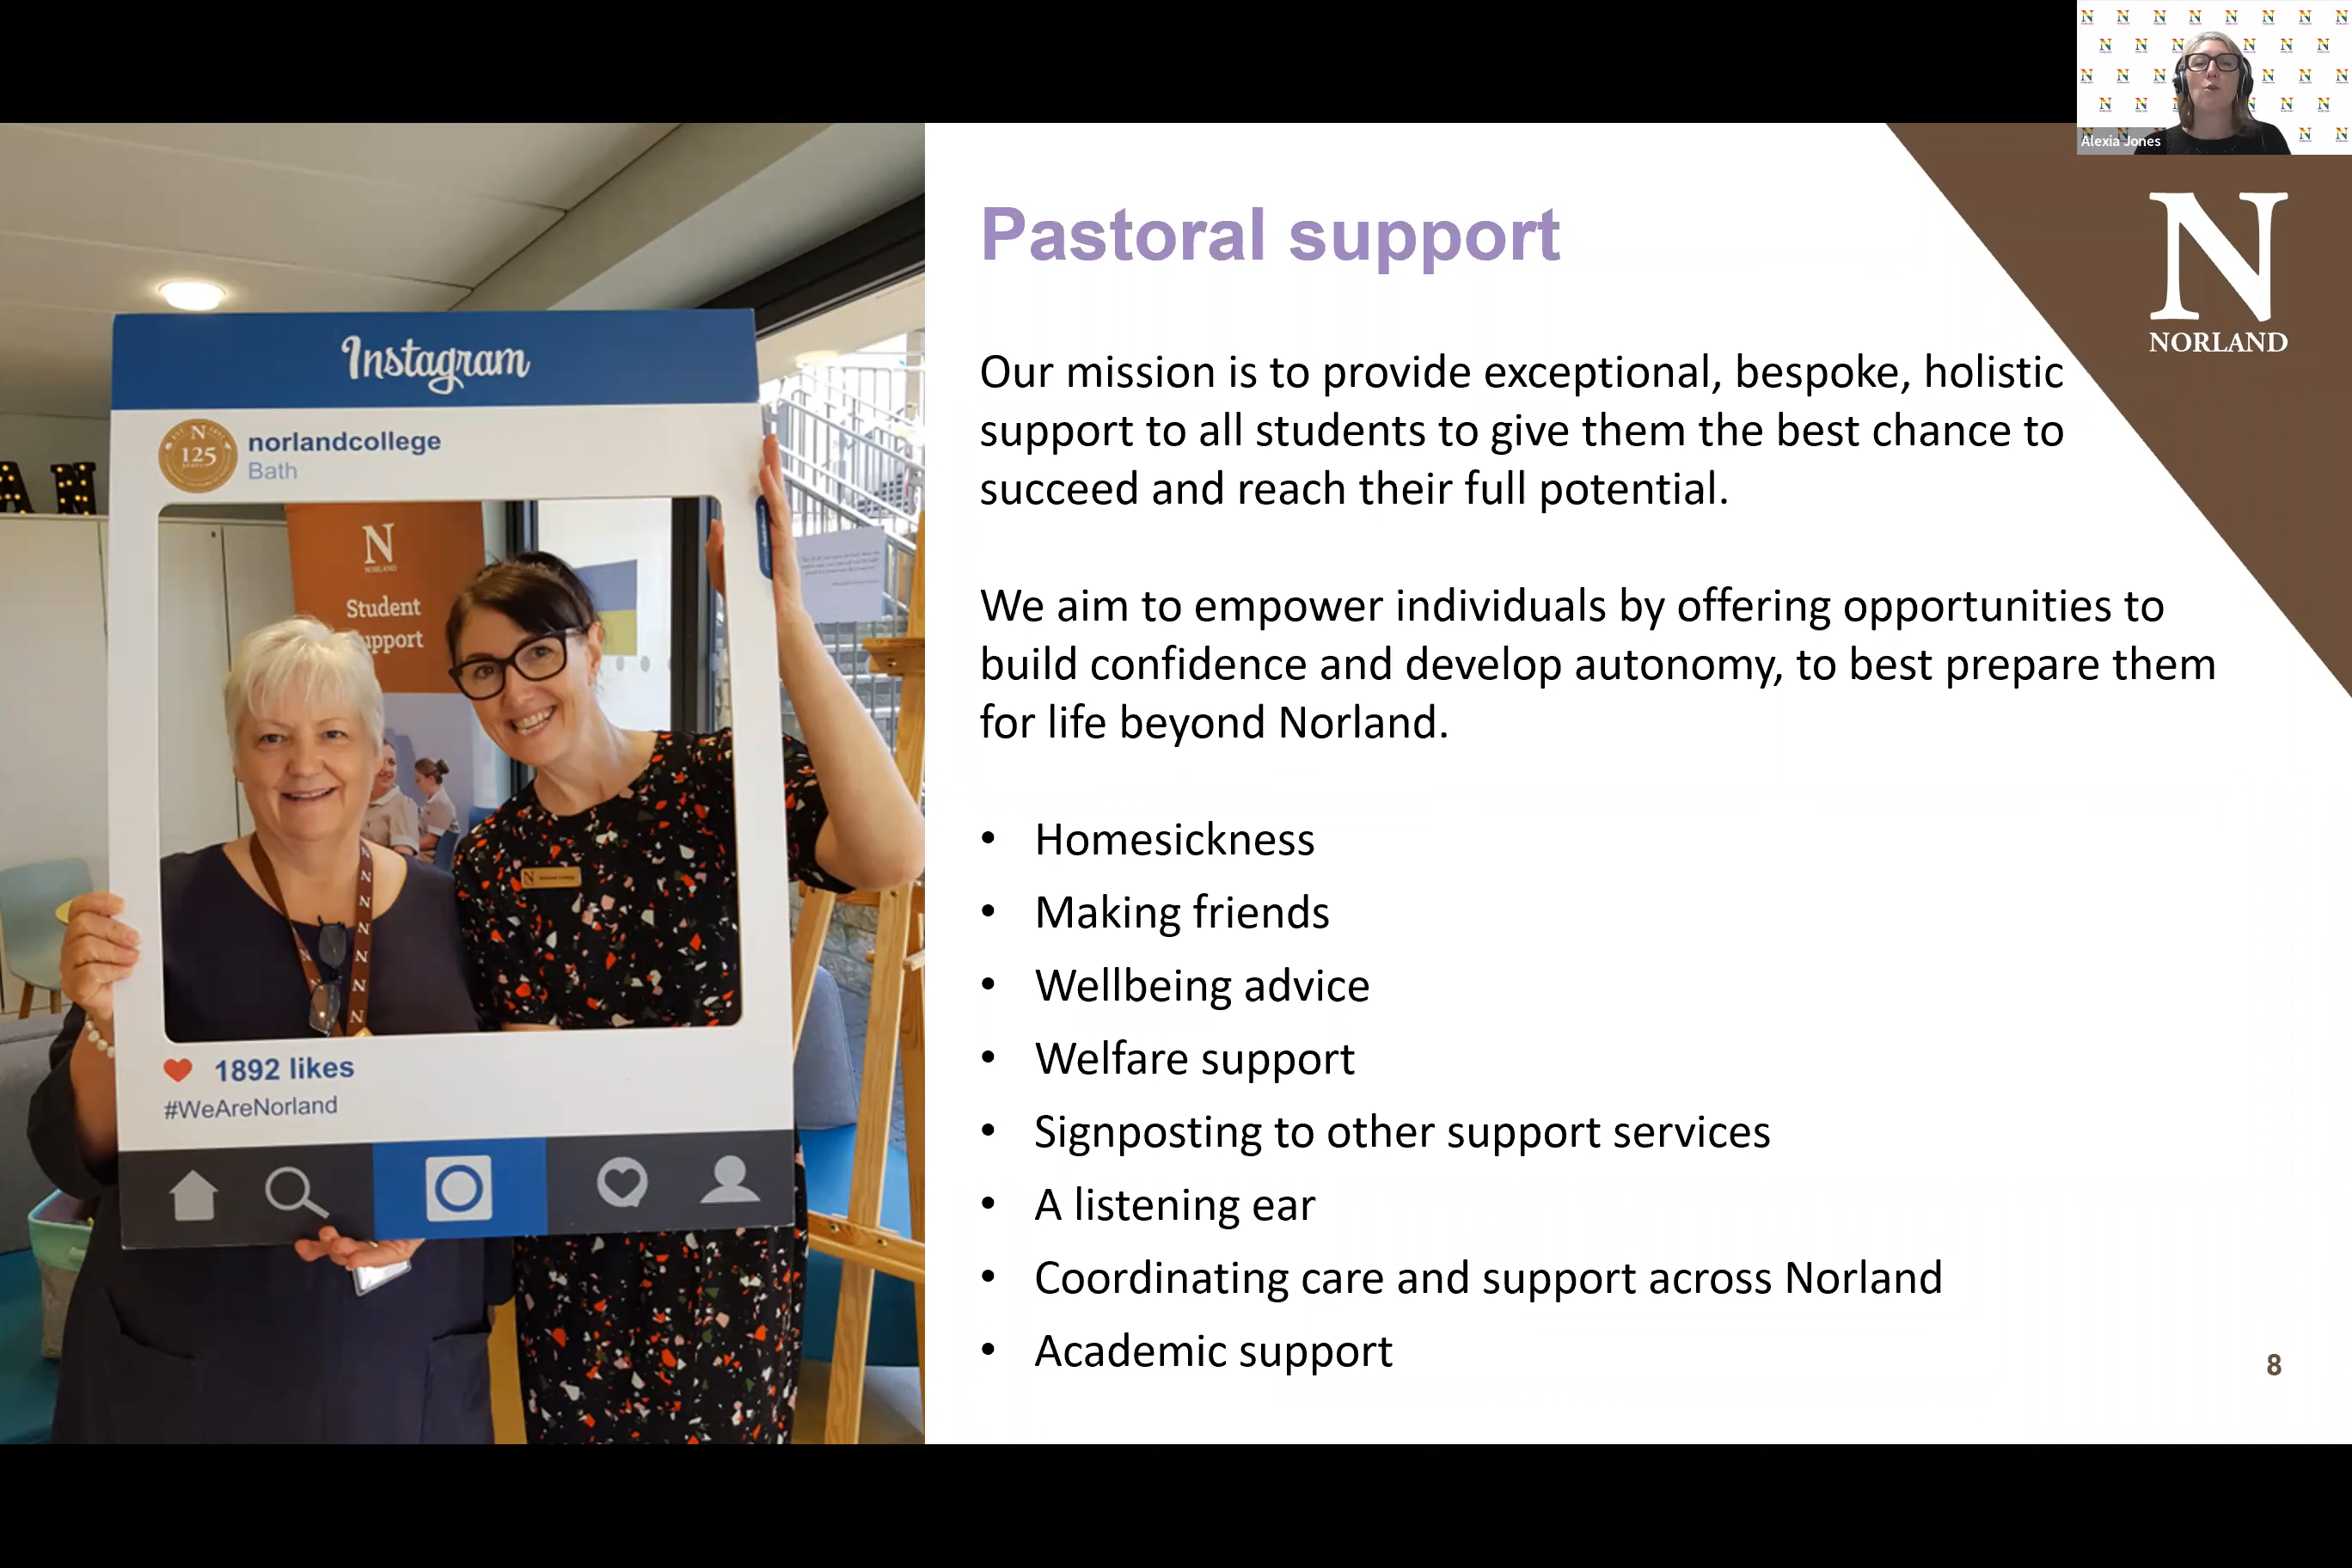 Alexia Jones
N
NORLAND
Pastoral support
Our mission is to provide exceptional, bespoke, holistic
support to all students to give them the best chance to
succeed and reach their full potential.
We aim to empower individuals by offering opportunities to
build confidence and develop autonomy, to best prepare them
for life beyond Norland.
• Homesickness
• Making friends
• Wellbeing advice
• Welfare support
• Signposting to other support services
• A listening ear
• Coordinating care and support across Norland
• Academic support
8
Instagram
N
125
norlandcollege
Bath
N
NORLAND
Student
1892 likes
#WeAreNorland